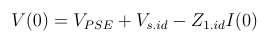 V(0) = V_{PSE} + V_{s.id} − Z_{1.id}I(0)